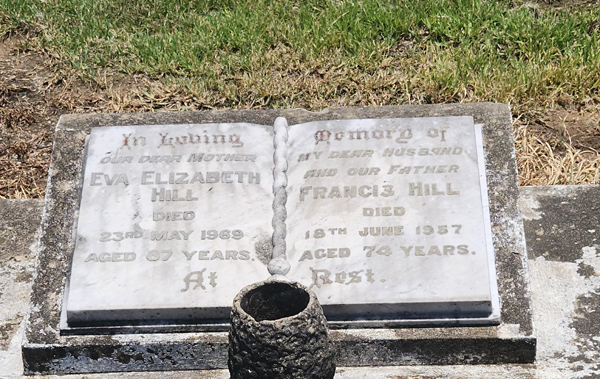 In Loving
OUR DEAR MOTHER
EVA ELIZABETH
HILL
DIED
23RD MAY 1969
AGED 87 YEARS.
At
Memory of
MY DEAR HUSBAND
AND OUR FATHER
FRANCIS HILL
DIED
18TH JUNE 1957
AGED 74 YEARS.
Rest.